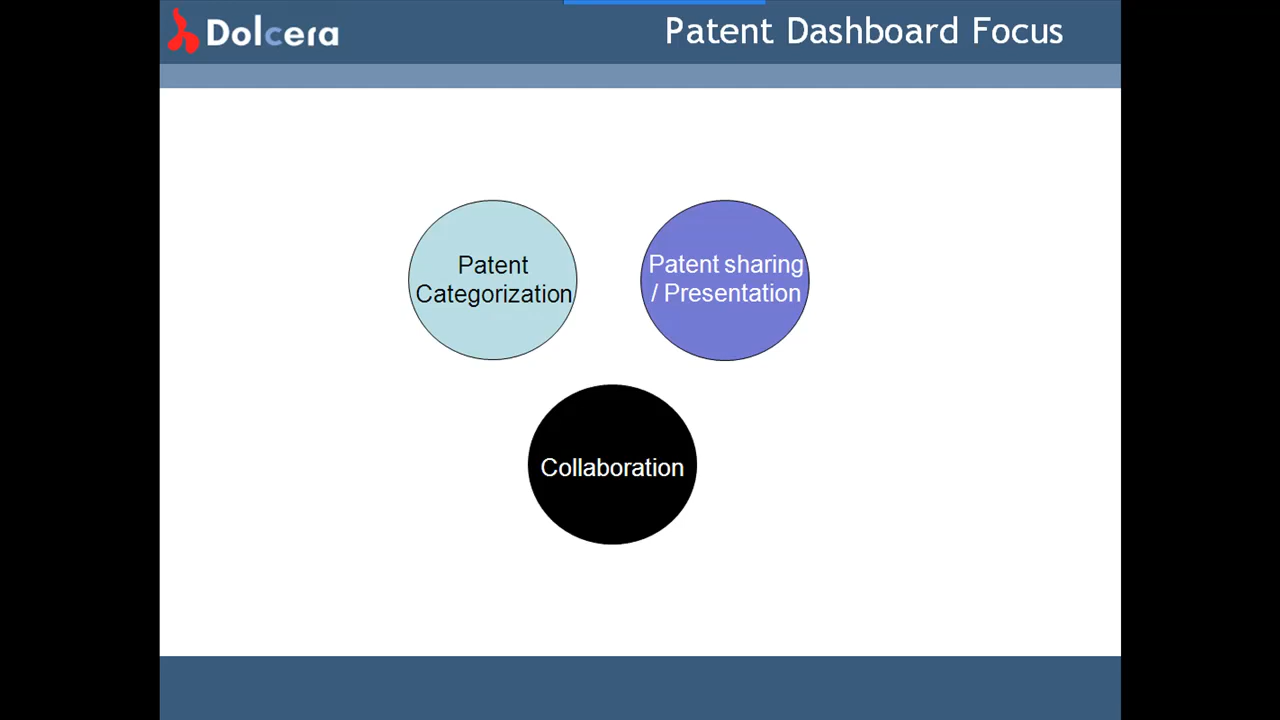 Dolcera
Patent Dashboard Focus
Patent
Categorization
Patent sharing
/ Presentation
Collaboration